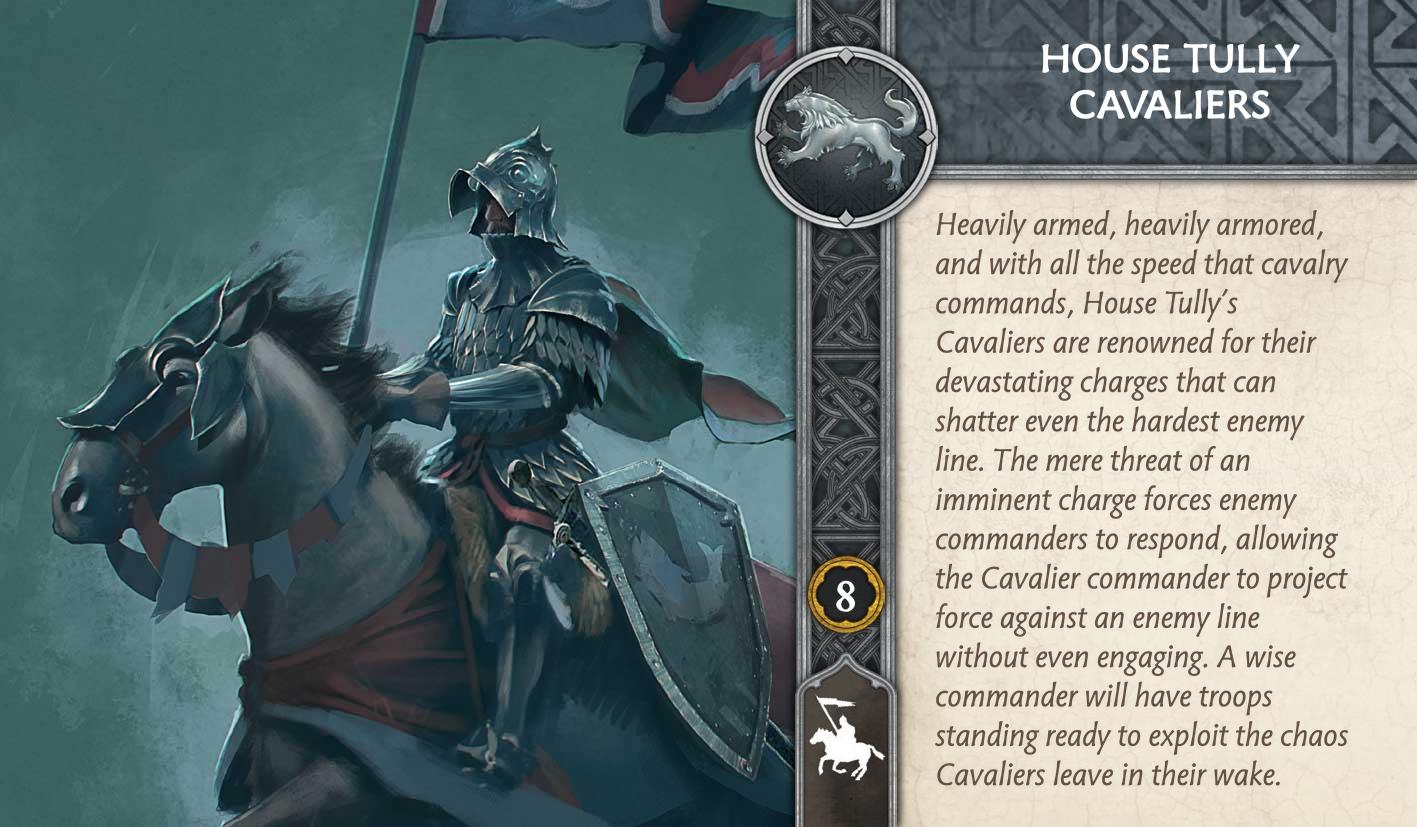 HOUSE TULLY
CAVALIERS
Heavily armed, heavily armored,
and with all the speed that cavalry
commands, House Tully's
Cavaliers are renowned for their
devastating charges that can
shatter even the hardest enemy
line. The mere threat of an
imminent charge forces enemy
commanders to respond, allowing
the Cavalier commander to project
force against an enemy line
without even engaging. A wise
commander will have troops
standing ready to exploit the chaos
Cavaliers leave in their wake.
8